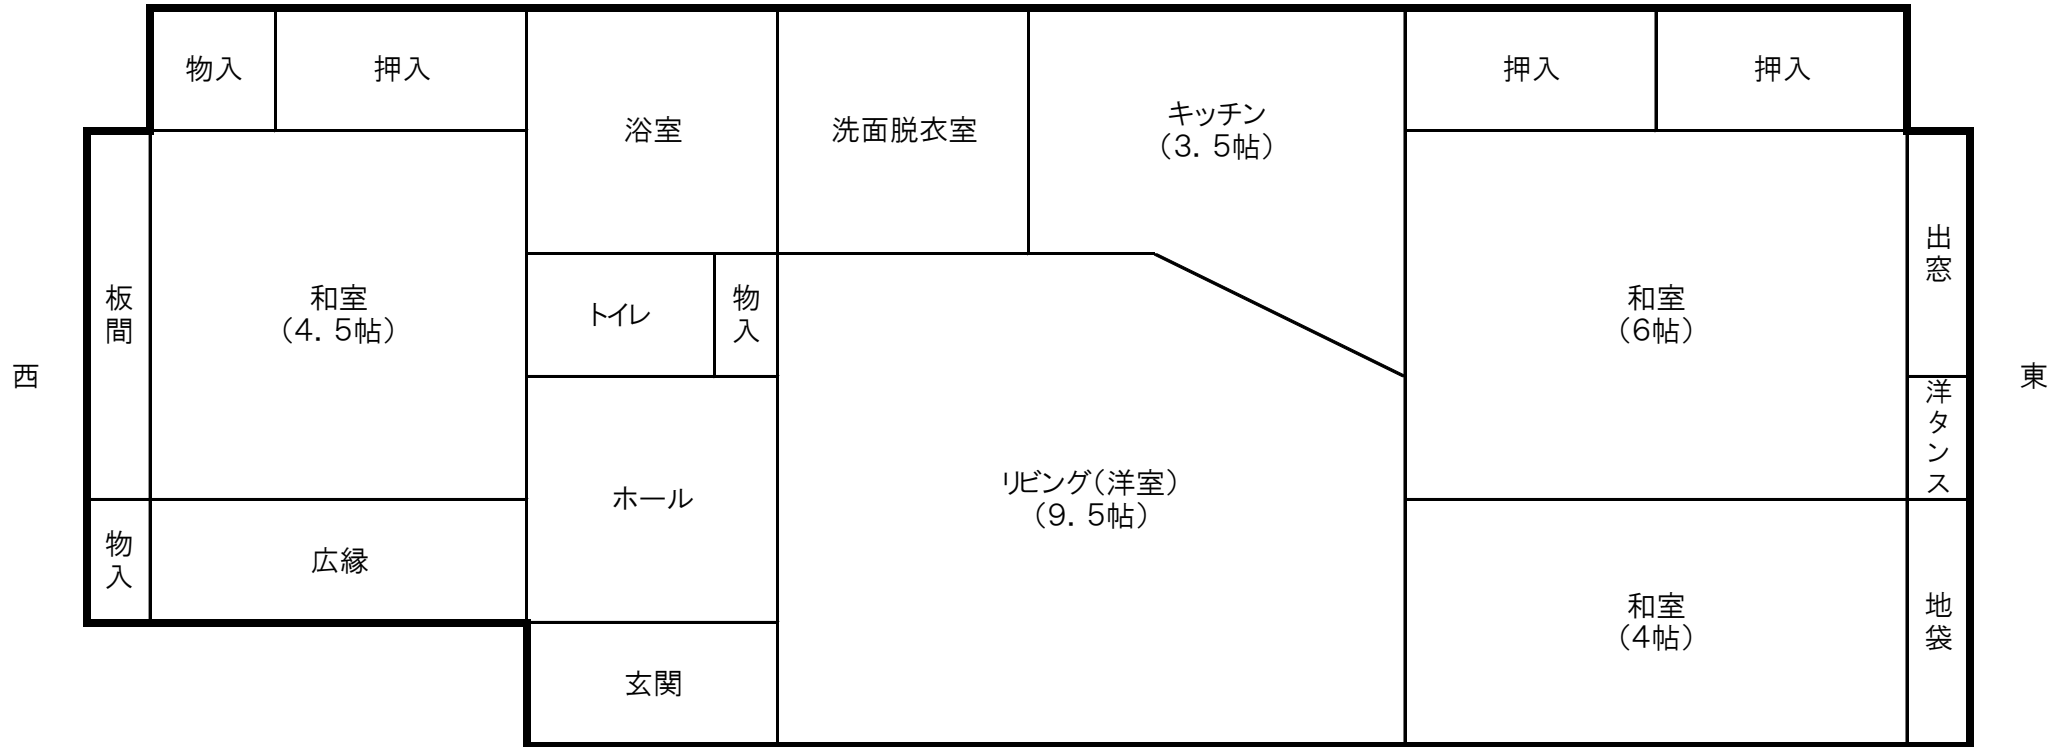 物入
押入
浴室
洗面脱衣室
キッチン
（3．5帖）
押入
押入
板間
和室
（4．5帖）
トイレ
物入
和室
（6帖）
出窓
西
東
洋タンス
物入
広縁
ホール
リビング（洋室）
（9．5帖）
和室
（4帖）
地袋
玄関